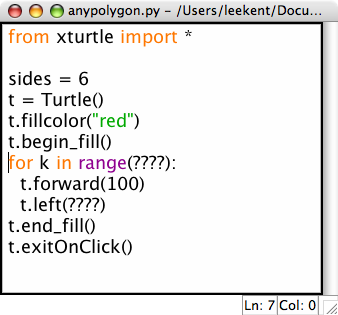 anypolygon.py – /Users/leekent/Docu...
from xturtle import *

sides = 6
t = Turtle()
t.fillcolor("red")
t.begin_fill()
for k in range(????):
  t.forward(100)
  t.left(????)
t.end_fill()
t.exitOnClick()
Ln: 7 Col: 0